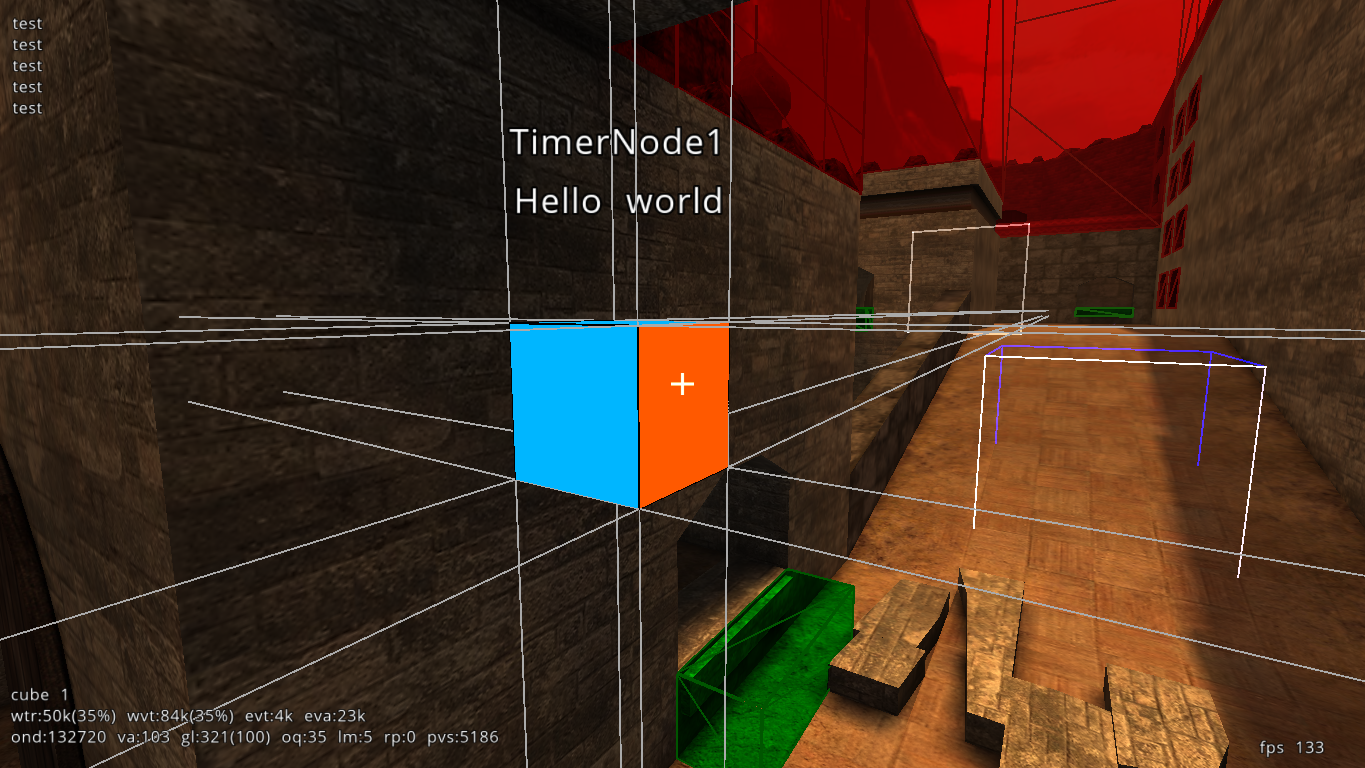 test
test
test
test
test
TimerNode1
Hello world
cube 1
wtr:50k(35%) wvt:84k(35%) evt:4k eva:23k
ond:132720 va:103 gl:321(100) oq:35 lm:5 rp:0 pvs:5186
fps 133